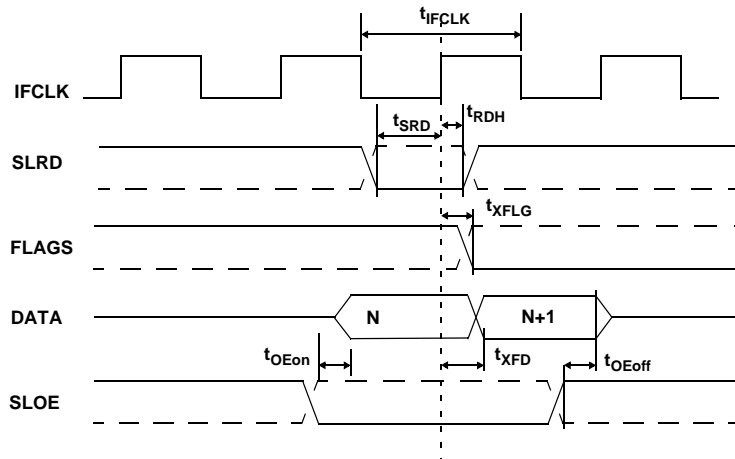 tIFCLK
IFCLK
tSRD
tRDH
SLRD
tXFLG
FLAGS
DATA
N
N+1
tOEon
tXFD
tOEoff
SLOE